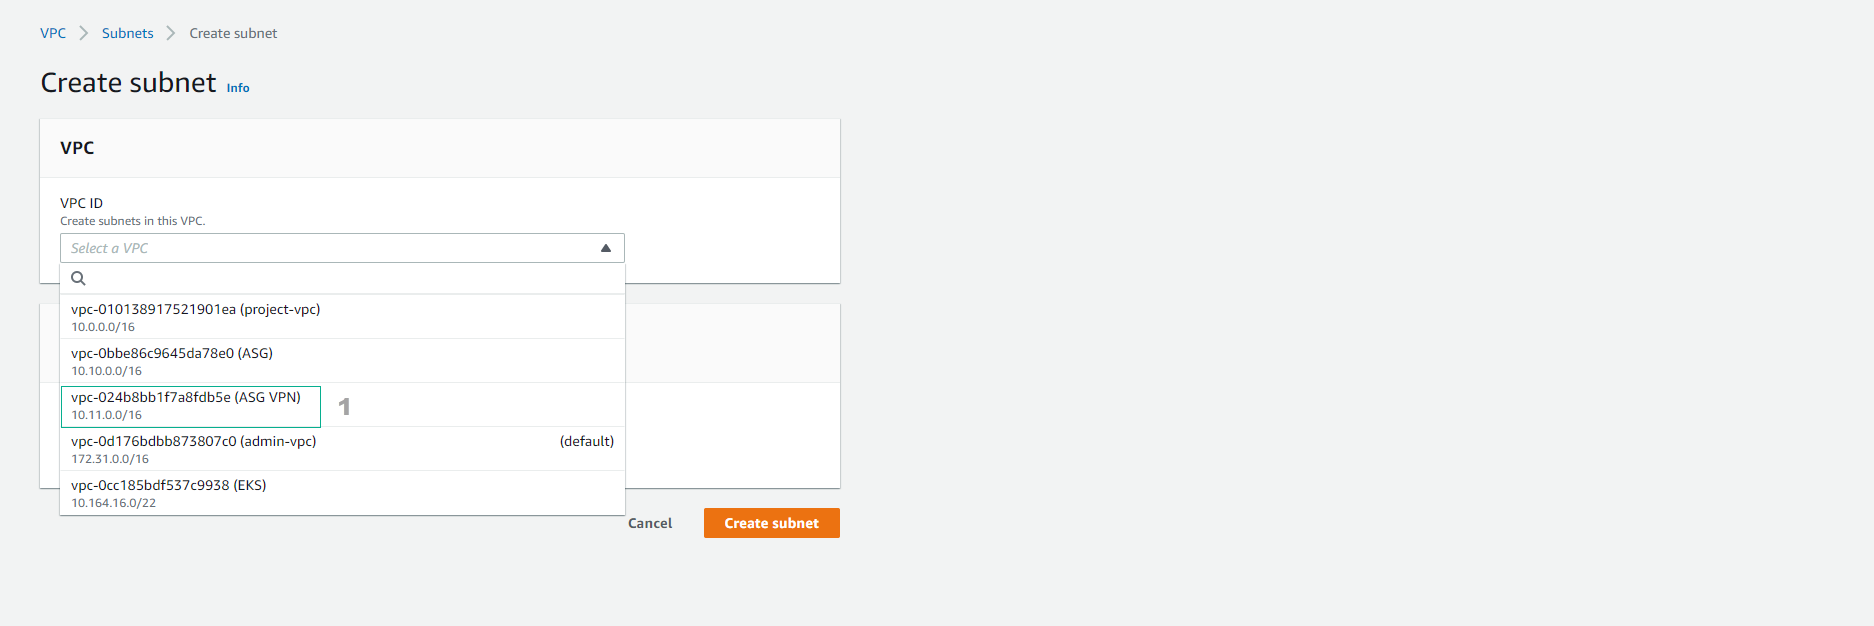 VPC > Subnets > Create subnet
Create subnet Info
VPC
VPC ID
Create subnets in this VPC.
Select a VPC
vpc-010138917521901ea (project-vpc)
10.0.0.0/16
vpc-0bbe86c9645da78e0 (ASG)
10.10.0.0/16
vpc-024b8bb1f7a8fdb5e (ASG VPN)
10.11.0.0/16
1
vpc-0d176bdbb873807c0 (admin-vpc) (default)
172.31.0.0/16
vpc-0cc185bdf537c9938 (EKS)
10.164.16.0/22
Cancel
Create subnet